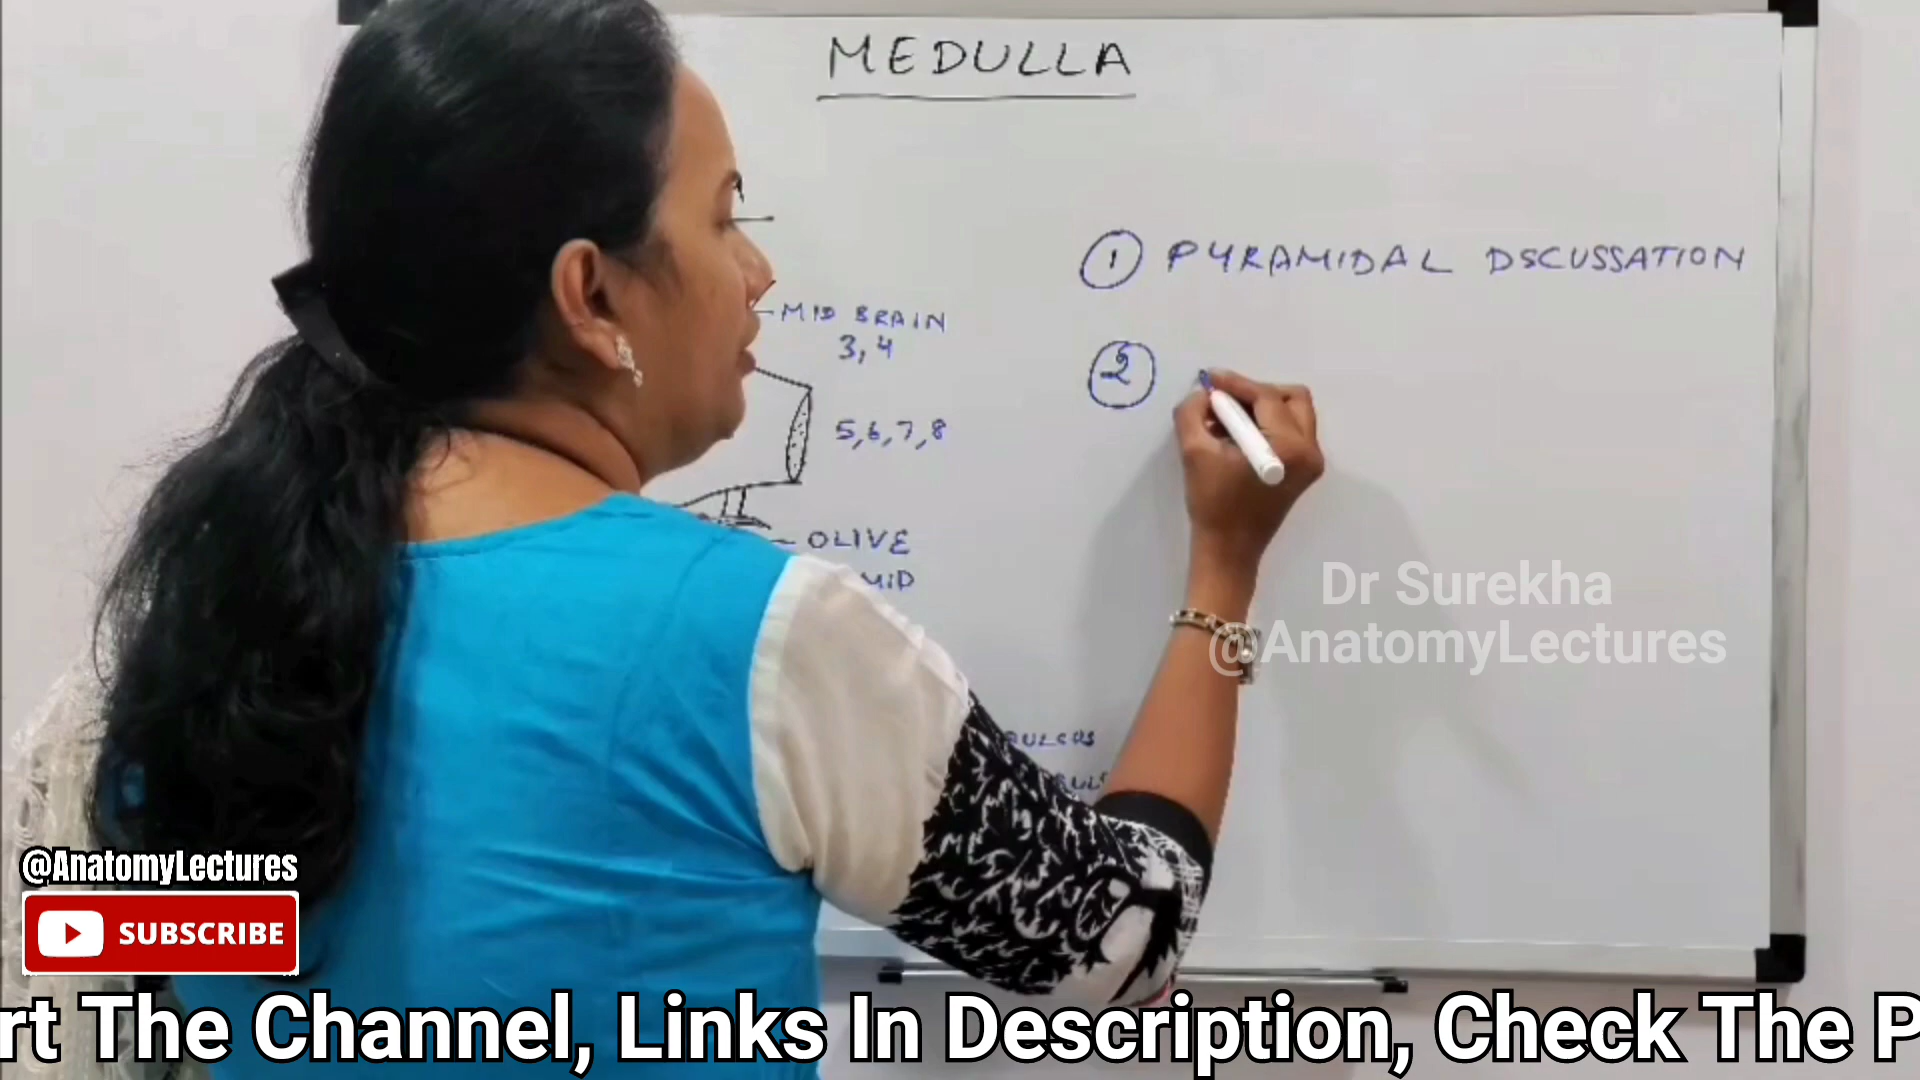 MEDULLA
① PYRAMIDAL DSCUSSATION
MID BRAIN
3, 4
②
5, 6, 7, 8
OLIVE
Dr Surekha
@AnatomyLectures
SULCUS
@AnatomyLectures
SUBSCRIBE
The Channel, Links In Description, Check The